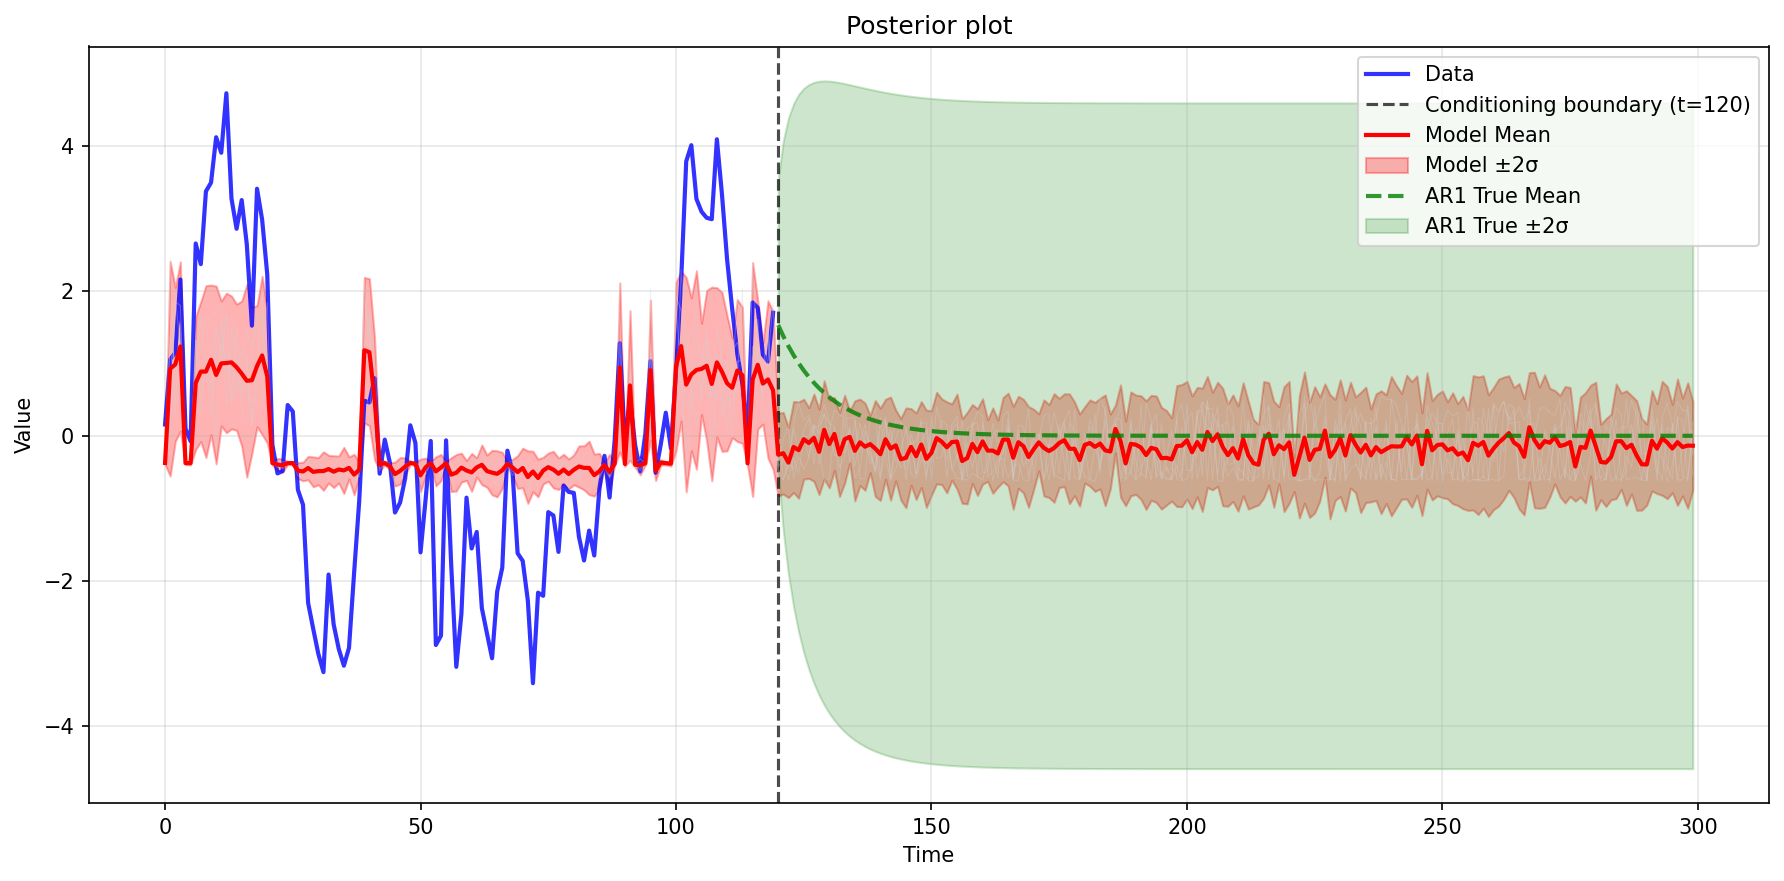 Posterior plot
Data
Conditioning boundary (t=120)
Model Mean
Model ±2σ
AR1 True Mean
AR1 True ±2σ
Value
4
2
0
−2
−4
0
50
100
150
200
250
300
Time